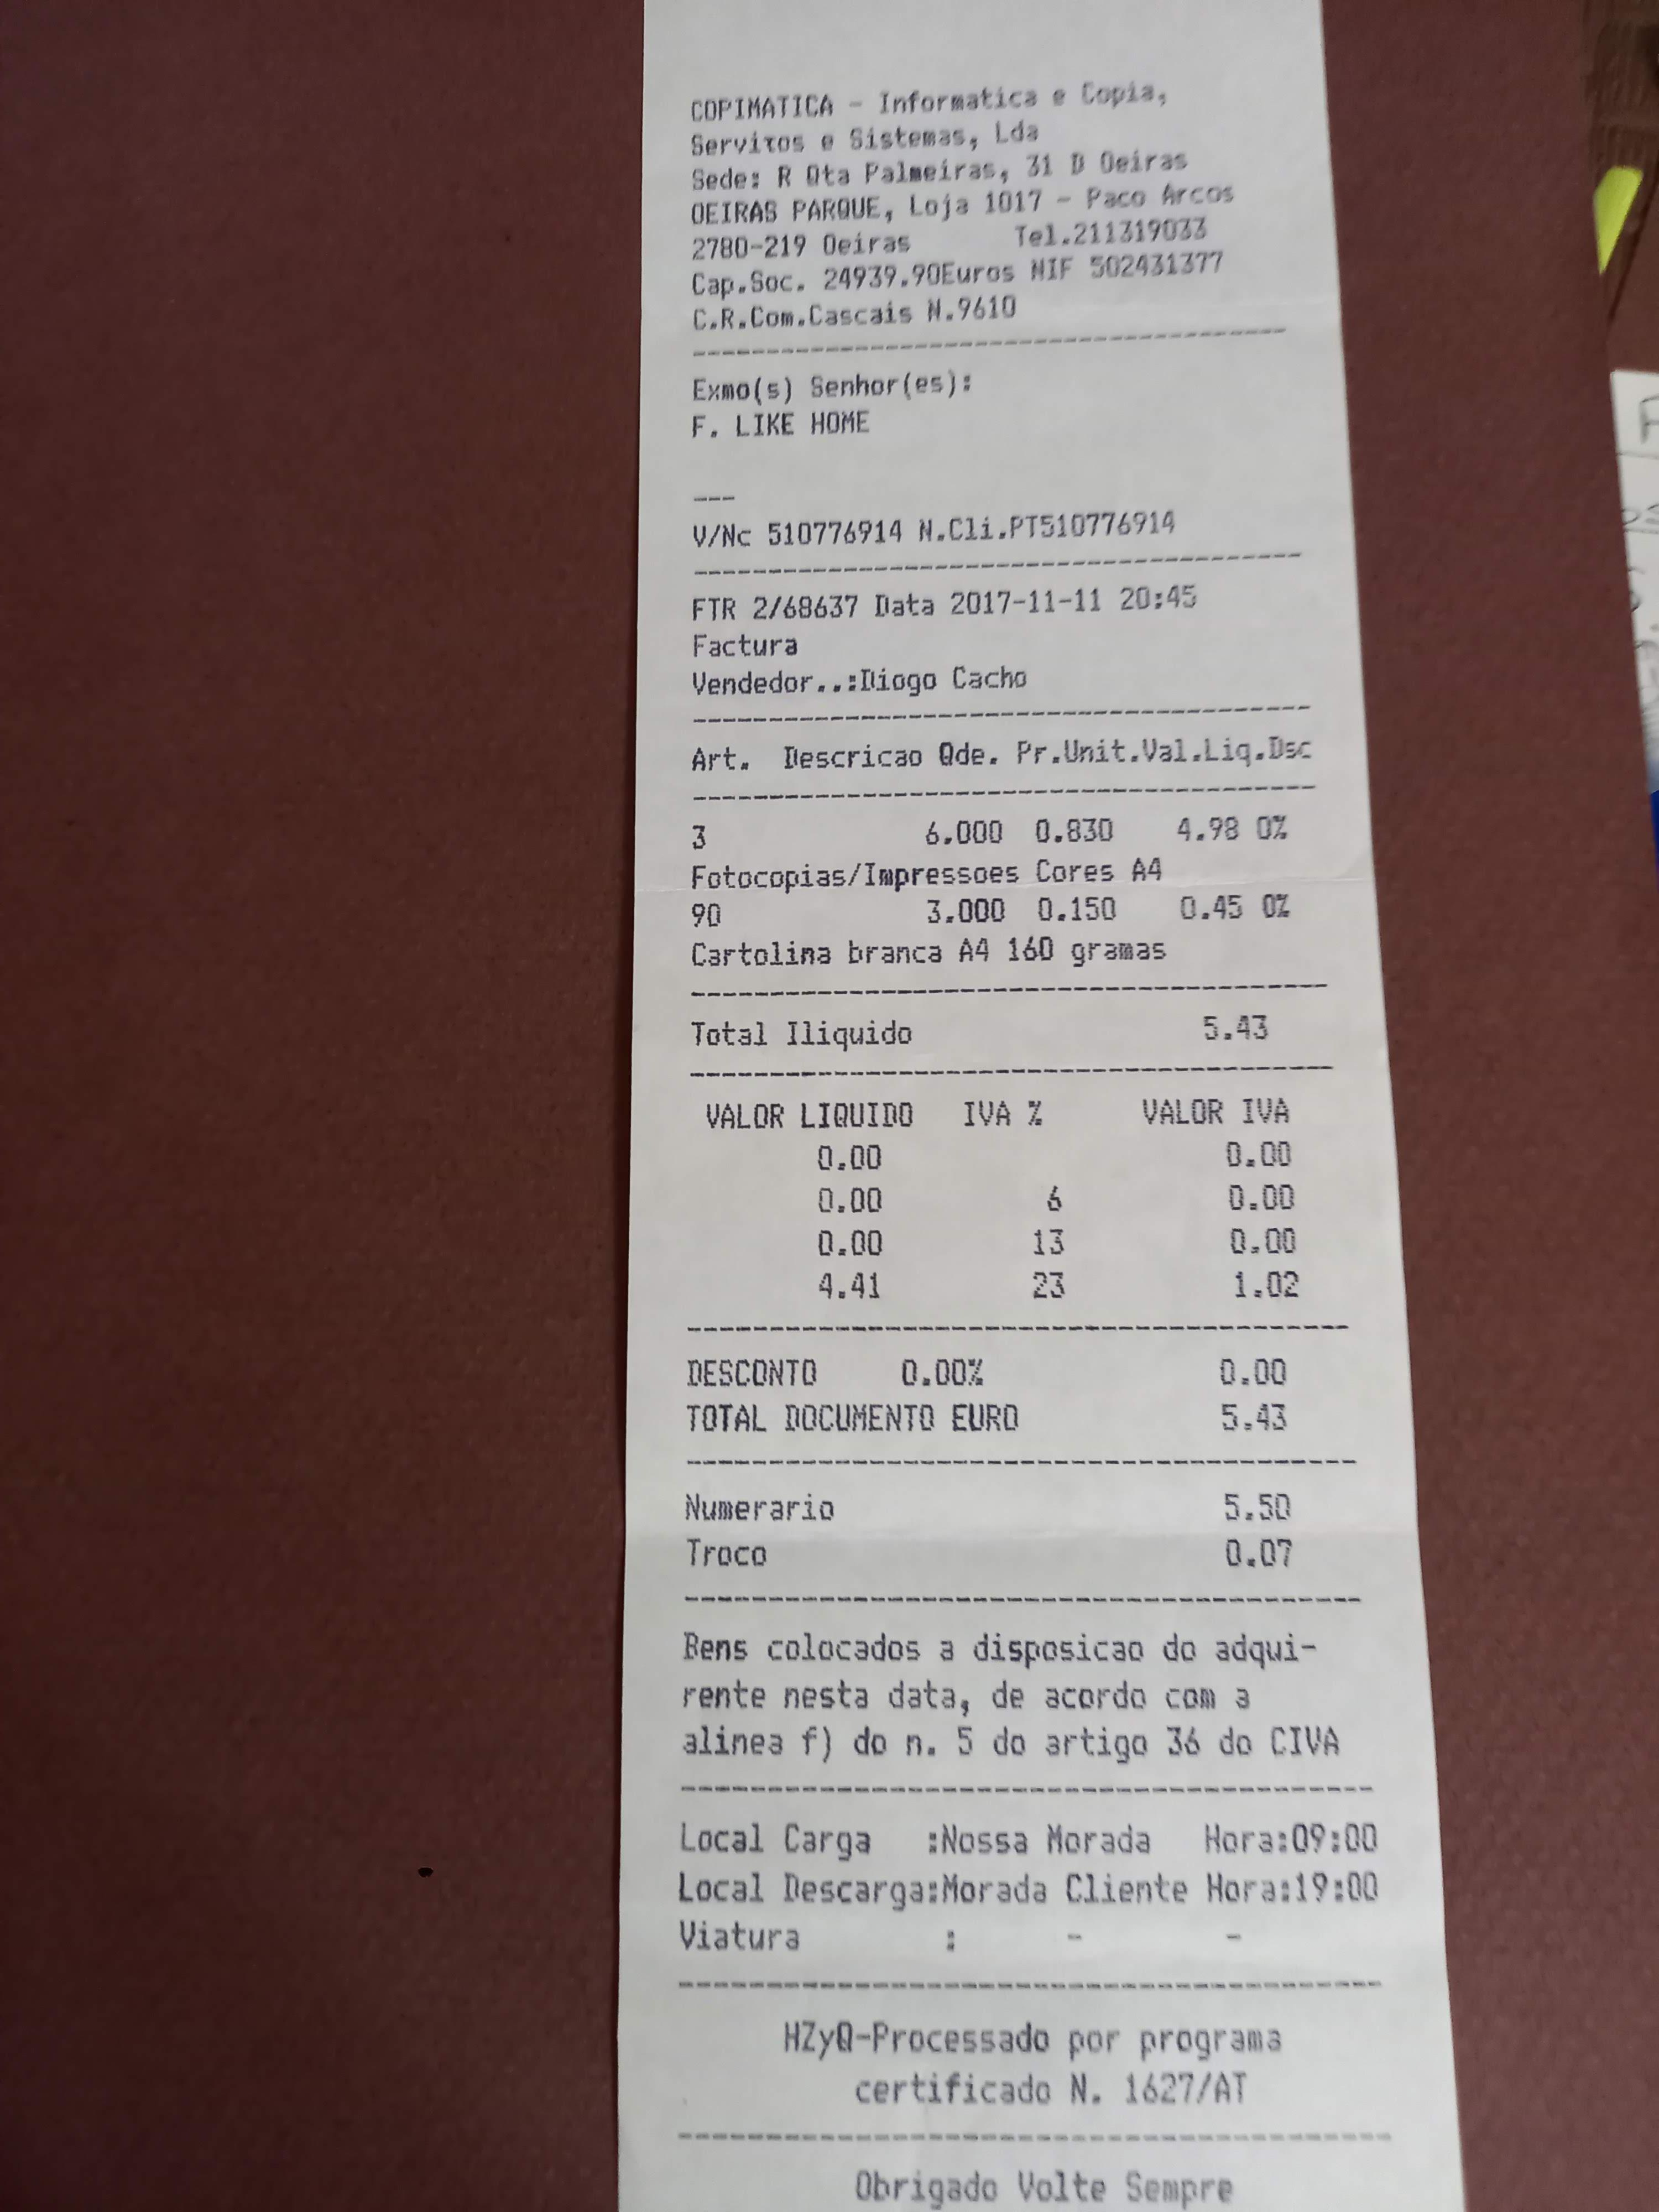 COPIMATICA - Informatica e Copia,
Servitos e Sistemas, Lda
Sede: R Qta Palmeiras, 31 D Oeiras
OEIRAS PARQUE, Loja 1017 - Paco Arcos
2780-219 Oeiras Tel.211319033
Cap.Soc. 24939.90Euros NIF 502431377
C.R.Com.Cascais N.9610
Exmo(s) Senhor(es):
F. LIKE HOME
---
V/Nc 510776914 N.Cli.PT510776914
FTR 2/68637 Data 2017-11-11 20:45
Factura
Vendedor..:Diogo Cacho
Art. Descricao Qde. Pr.Unit.Val.Liq.Dsc
3 6.000 0.830 4.98 0%
Fotocopias/Impressoes Cores A4
90 3.000 0.150 0.45 0%
Cartolina branca A4 160 gramas
Total Iliquido 5.43
VALOR LIQUIDO IVA % VALOR IVA
0.00 0.00
0.00 6 0.00
0.00 13 0.00
4.41 23 1.02
DESCONTO 0.00% 0.00
TOTAL DOCUMENTO EURO 5.43
Numerario 5.50
Troco 0.07
Bens colocados a disposicao do adqui-
rente nesta data, de acordo com a
alinea f) do n. 5 do artigo 36 do CIVA
Local Carga :Nossa Morada Hora:09:00
Local Descarga:Morada Cliente Hora:19:00
Viatura : - -
HZyQ-Processado por programa
certificado N. 1627/AT
Obrigado Volte Sempre